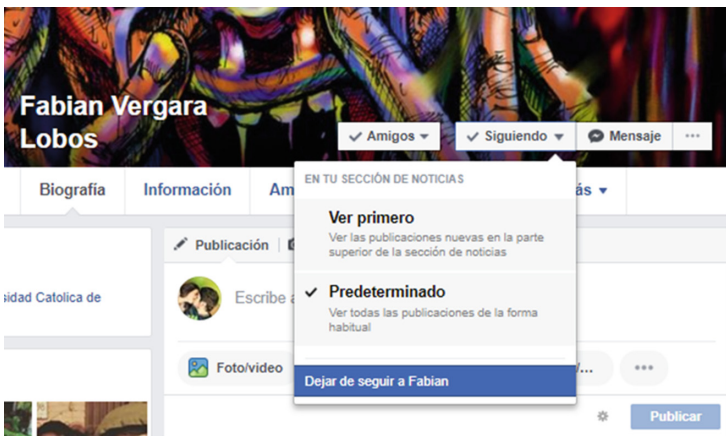 Fabian Vergara
Lobos
Amigos
Siguiendo
Mensaje
Biografía
Información
EN TU SECCIÓN DE NOTICIAS
Ver primero
Ver las publicaciones nuevas en la parte
superior de la sección de noticias
Predeterminado
Ver todas las publicaciones de la forma
habitual
Dejar de seguir a Fabian
Publicación
Catolica de
Escribe
Foto/video
Publicar